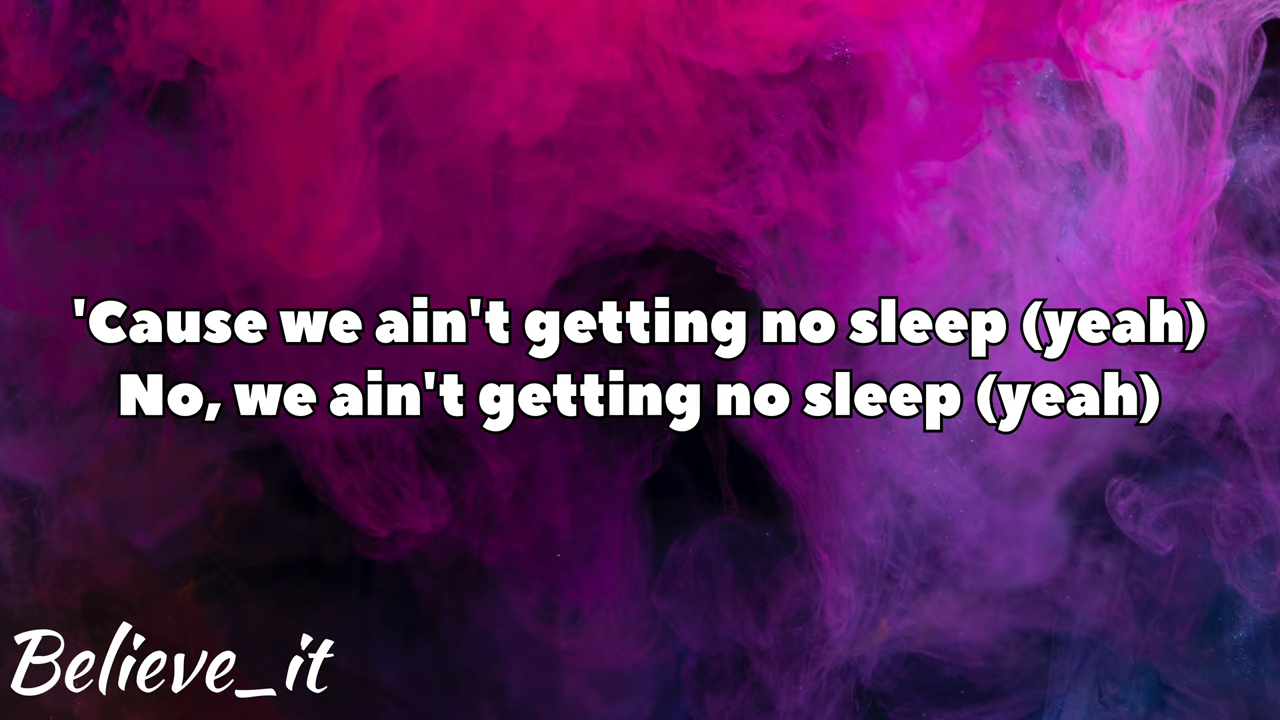 'Cause we ain't getting no sleep (yeah)
No, we ain't getting no sleep (yeah)
Believe_it